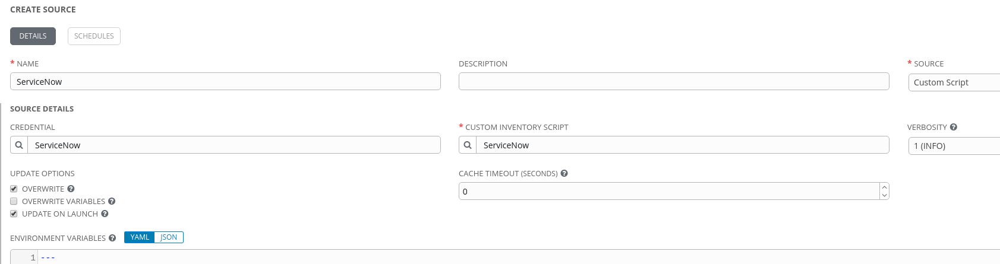 CREATE SOURCE
DETAILS SCHEDULES
* NAME DESCRIPTION * SOURCE
ServiceNow Custom Script
SOURCE DETAILS
CREDENTIAL * CUSTOM INVENTORY SCRIPT VERBOSITY ?
ServiceNow ServiceNow 1 (INFO)
UPDATE OPTIONS CACHE TIMEOUT (SECONDS) ?
OVERWRITE ? 0
OVERWRITE VARIABLES ?
UPDATE ON LAUNCH ?
ENVIRONMENT VARIABLES ? YAML JSON
1 ---